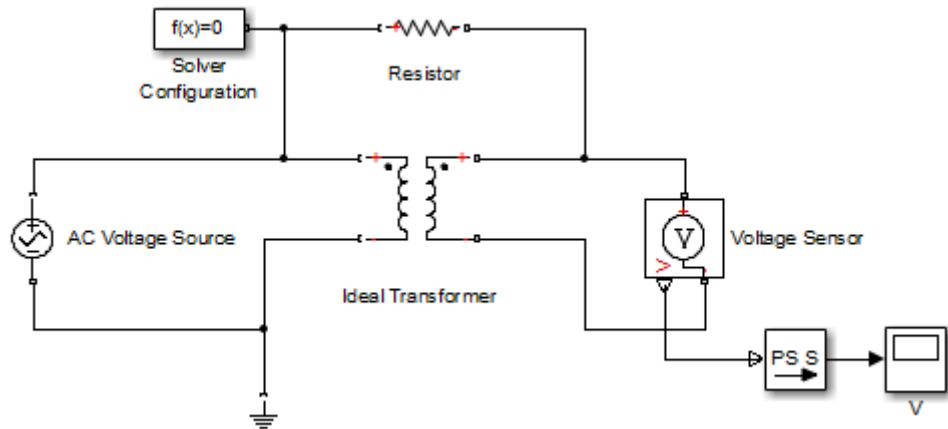 f(x)=0
Solver
Configuration
Resistor
AC Voltage Source
Ideal Transformer
V
Voltage Sensor
V
PS S
V